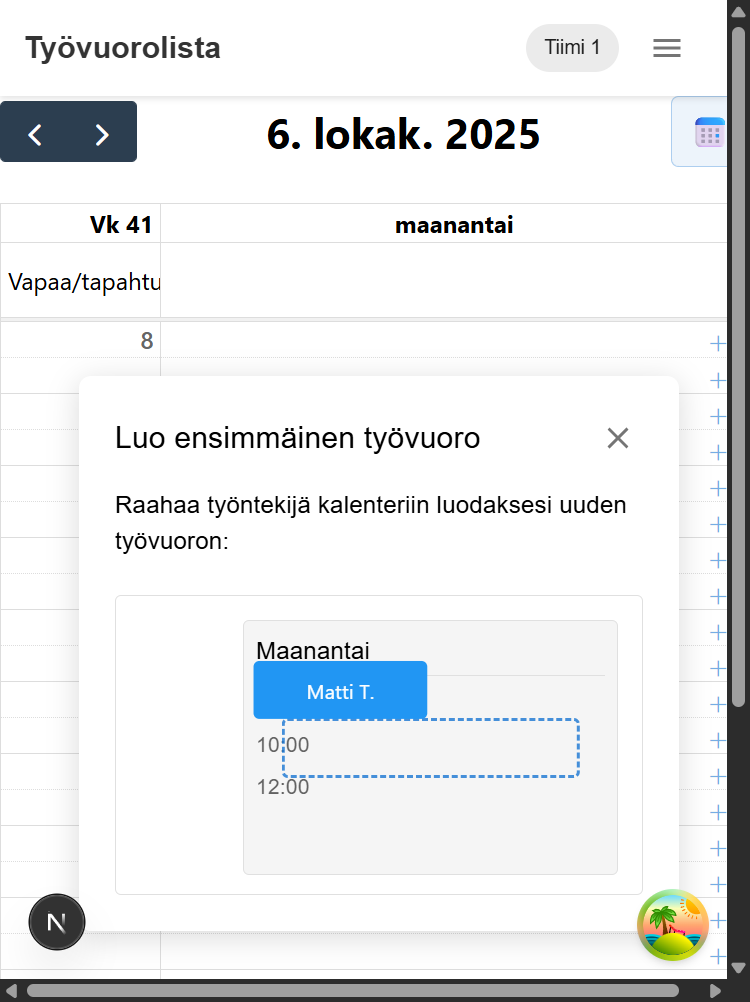 Työvuorolista
Tiimi 1
6. lokak. 2025
Vk 41
maanantai
Vapaa/tapahtu
8
Luo ensimmäinen työvuoro
Raahaa työntekijä kalenteriin luodaksesi uuden
työvuoron:
Maanantai
Matti T.
10:00
12:00
N